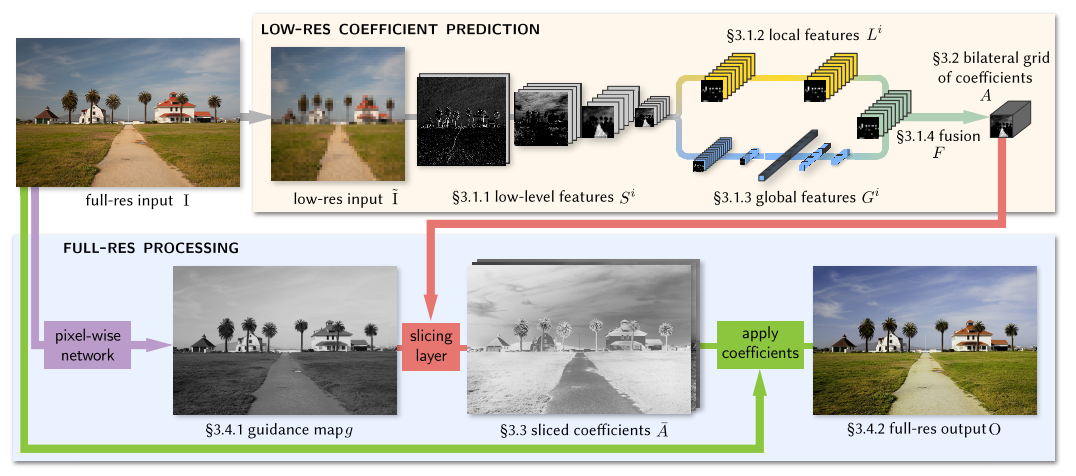 LOW-RES COEFFICIENT PREDICTION
§3.1.2 local features Lⁱ
§3.2 bilateral grid
of coefficients
A
§3.1.4 fusion
F
full-res input I
low-res input Ĩ
§3.1.1 low-level features Sⁱ
§3.1.3 global features Gⁱ
FULL-RES PROCESSING
pixel-wise
network
slicing
layer
apply
coefficients
§3.4.1 guidance map g
§3.3 sliced coefficients Ā
§3.4.2 full-res output O